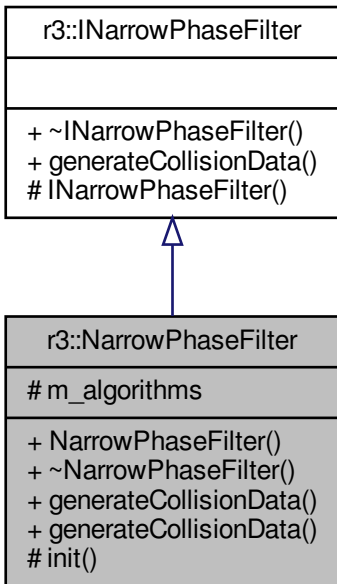 r3::INarrowPhaseFilter
+ ~INarrowPhaseFilter()
+ generateCollisionData()
# INarrowPhaseFilter()
r3::NarrowPhaseFilter
# m_algorithms
+ NarrowPhaseFilter()
+ ~NarrowPhaseFilter()
+ generateCollisionData()
+ generateCollisionData()
# init()